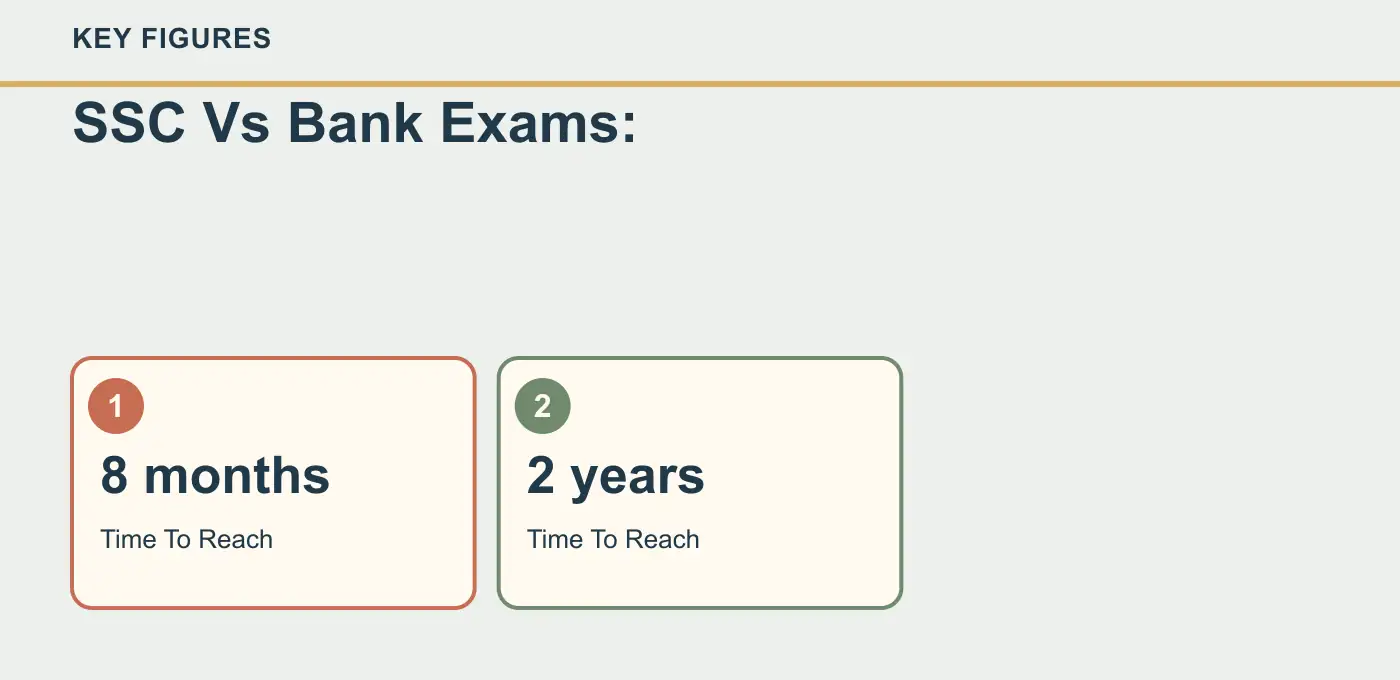 KEY FIGURES
SSC Vs Bank Exams:
1
8 months
Time To Reach
2
2 years
Time To Reach